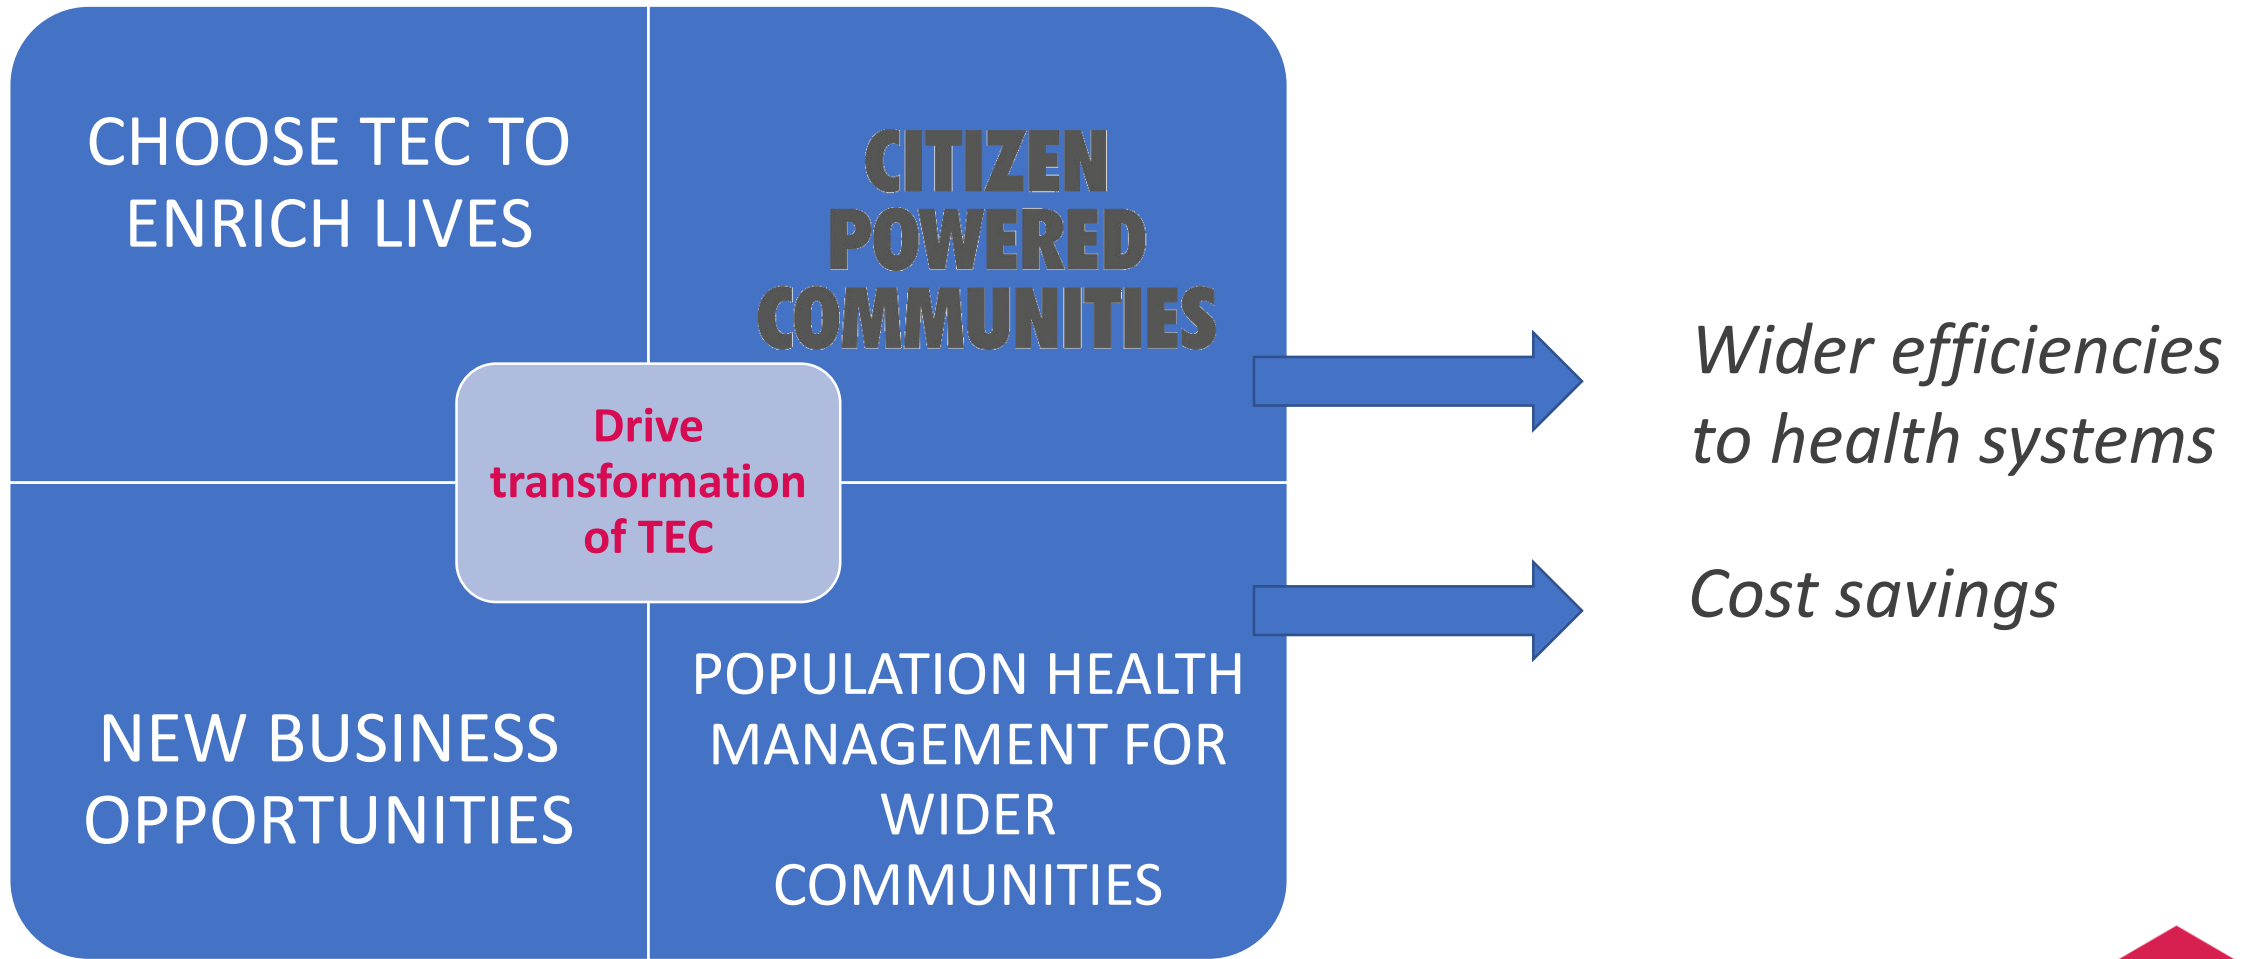 CHOOSE TEC TO
ENRICH LIVES
CITIZEN
POWERED
COMMUNITIES
Drive
transformation
of TEC
NEW BUSINESS
OPPORTUNITIES
POPULATION HEALTH
MANAGEMENT FOR
WIDER
COMMUNITIES
Wider efficiencies
to health systems
Cost savings